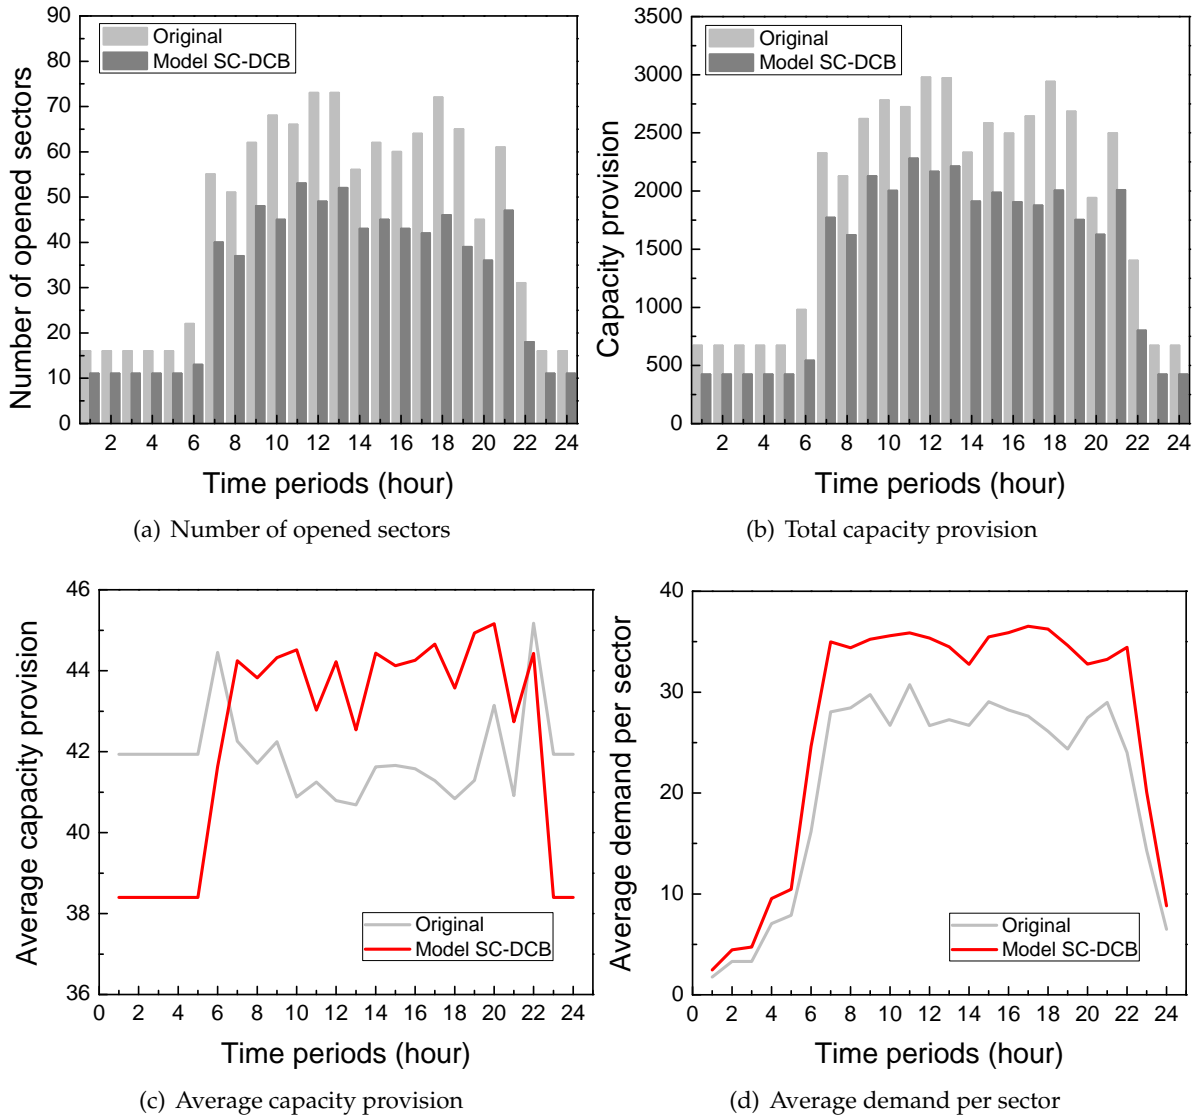 90
80
70
60
50
40
30
20
10
0
Number of opened sectors
Original
Model SC-DCB
2 4 6 8 10 12 14 16 18 20 22 24
Time periods (hour)
(a) Number of opened sectors
3500
3000
2500
2000
1500
1000
500
0
Capacity provision
Original
Model SC-DCB
2 4 6 8 10 12 14 16 18 20 22 24
Time periods (hour)
(b) Total capacity provision
46
44
42
40
38
36
Average capacity provision
Original
Model SC-DCB
0 2 4 6 8 10 12 14 16 18 20 22 24
Time periods (hour)
(c) Average capacity provision
40
30
20
10
0
Average demand per sector
Original
Model SC-DCB
0 2 4 6 8 10 12 14 16 18 20 22 24
Time periods (hour)
(d) Average demand per sector